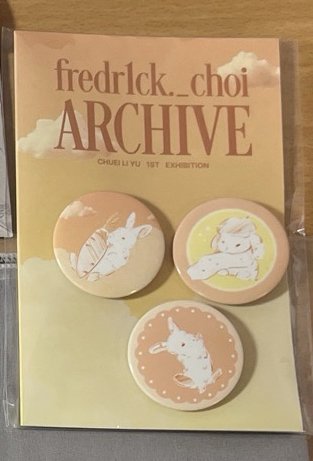 fredr1ck._choi
ARCHIVE
CHUEI LI YU 1ST EXHIBITION